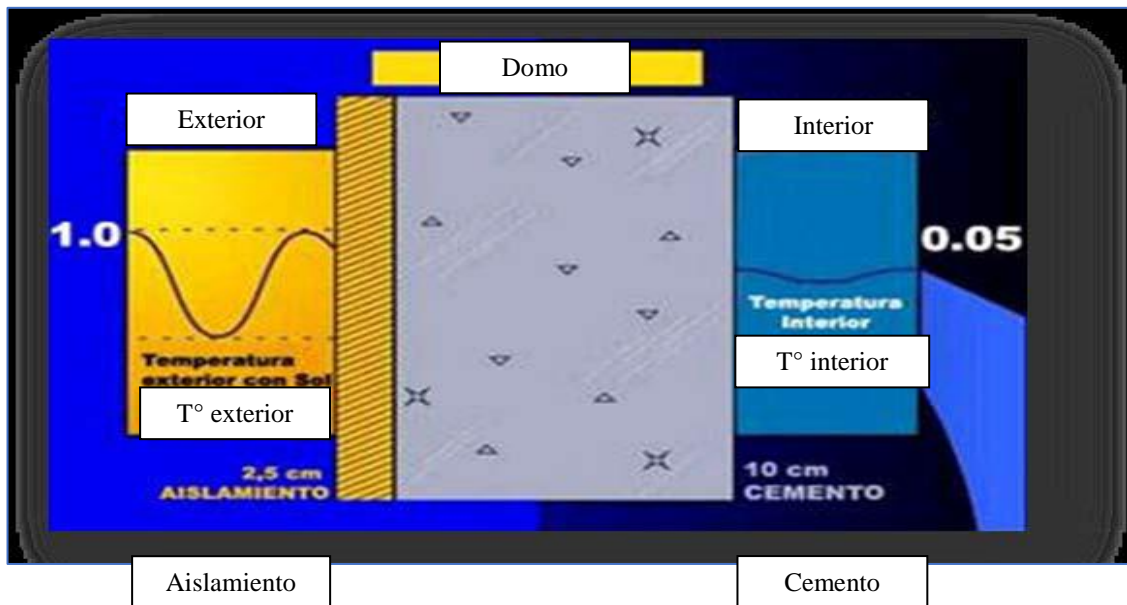 Domo
Exterior
Interior
1.0
0.05
Temperatura
Interior
Temperatura
exterior con Sol
T° interior
T° exterior
2,5 cm
AISLAMIENTO
10 cm
CEMENTO
Aislamiento
Cemento